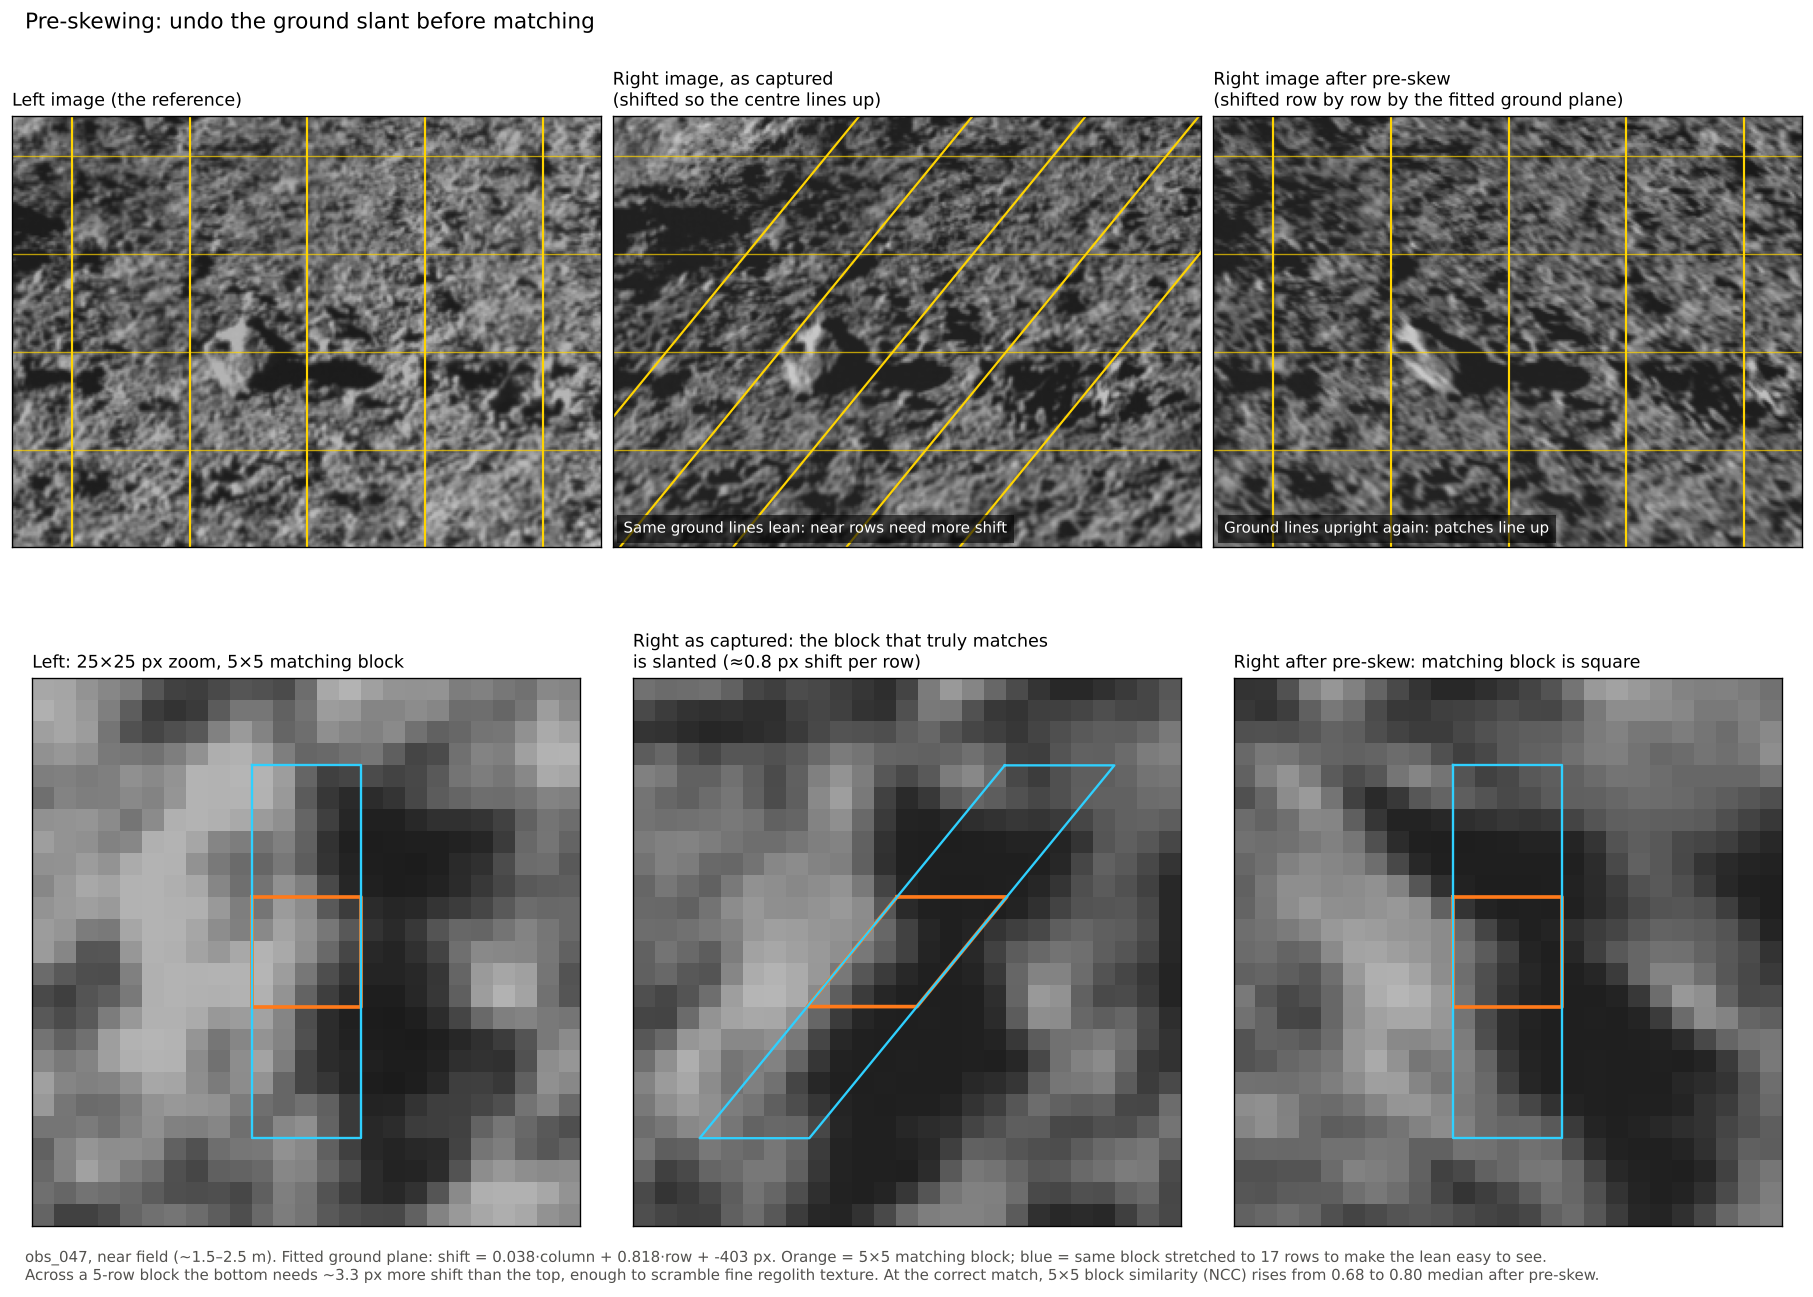 Pre-skewing: undo the ground slant before matching
Left image (the reference)
Right image, as captured
(shifted so the centre lines up)
Right image after pre-skew
(shifted row by row by the fitted ground plane)
Same ground lines lean: near rows need more shift
Ground lines upright again: patches line up
Left: 25×25 px zoom, 5×5 matching block
Right as captured: the block that truly matches
is slanted (≈0.8 px shift per row)
Right after pre-skew: matching block is square
obs_047, near field (~1.5–2.5 m). Fitted ground plane: shift = 0.038·column + 0.818·row + -403 px. Orange = 5×5 matching block; blue = same block stretched to 17 rows to make the lean easy to see.
Across a 5-row block the bottom needs ~3.3 px more shift than the top, enough to scramble fine regolith texture. At the correct match, 5×5 block similarity (NCC) rises from 0.68 to 0.80 median after pre-skew.